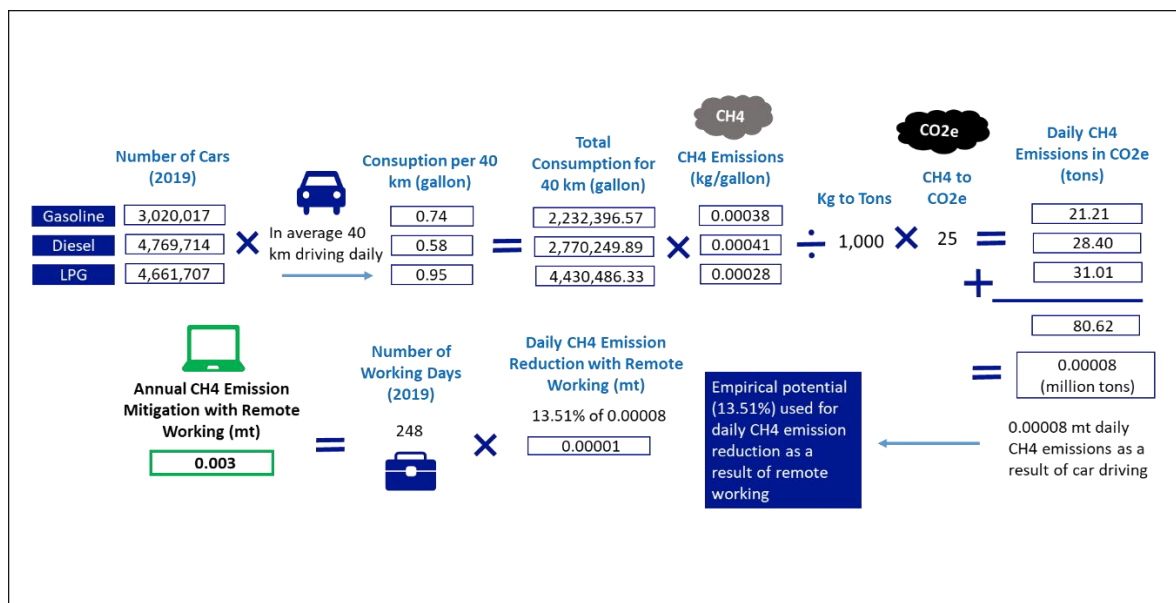 CH4
CO2e
Number of Cars
(2019)
Consuption per 40
km (gallon)
Total
Consumption for
40 km (gallon)
CH4 Emissions
(kg/gallon)
Kg to Tons
CH4 to
CO2e
Daily CH4
Emissions in CO2e
(tons)
Gasoline 3,020,017 0.74 2,232,396.57 0.00038 21.21
Diesel 4,769,714 × In average 40 km driving daily 0.58 = 2,770,249.89 × 0.00041 ÷ 1,000 × 25 = 28.40
LPG 4,661,707 0.95 4,430,486.33 0.00028 31.01
+
80.62
= 0.00008
(million tons)
0.00008 mt daily
CH4 emissions as a
result of car driving
Empirical potential
(13.51%) used for
daily CH4 emission
reduction as a
result of remote
working
Daily CH4 Emission
Reduction with Remote
Working (mt)
13.51% of 0.00008
0.00001
×
Number of
Working Days
(2019)
248
=
Annual CH4 Emission
Mitigation with Remote
Working (mt)
0.003